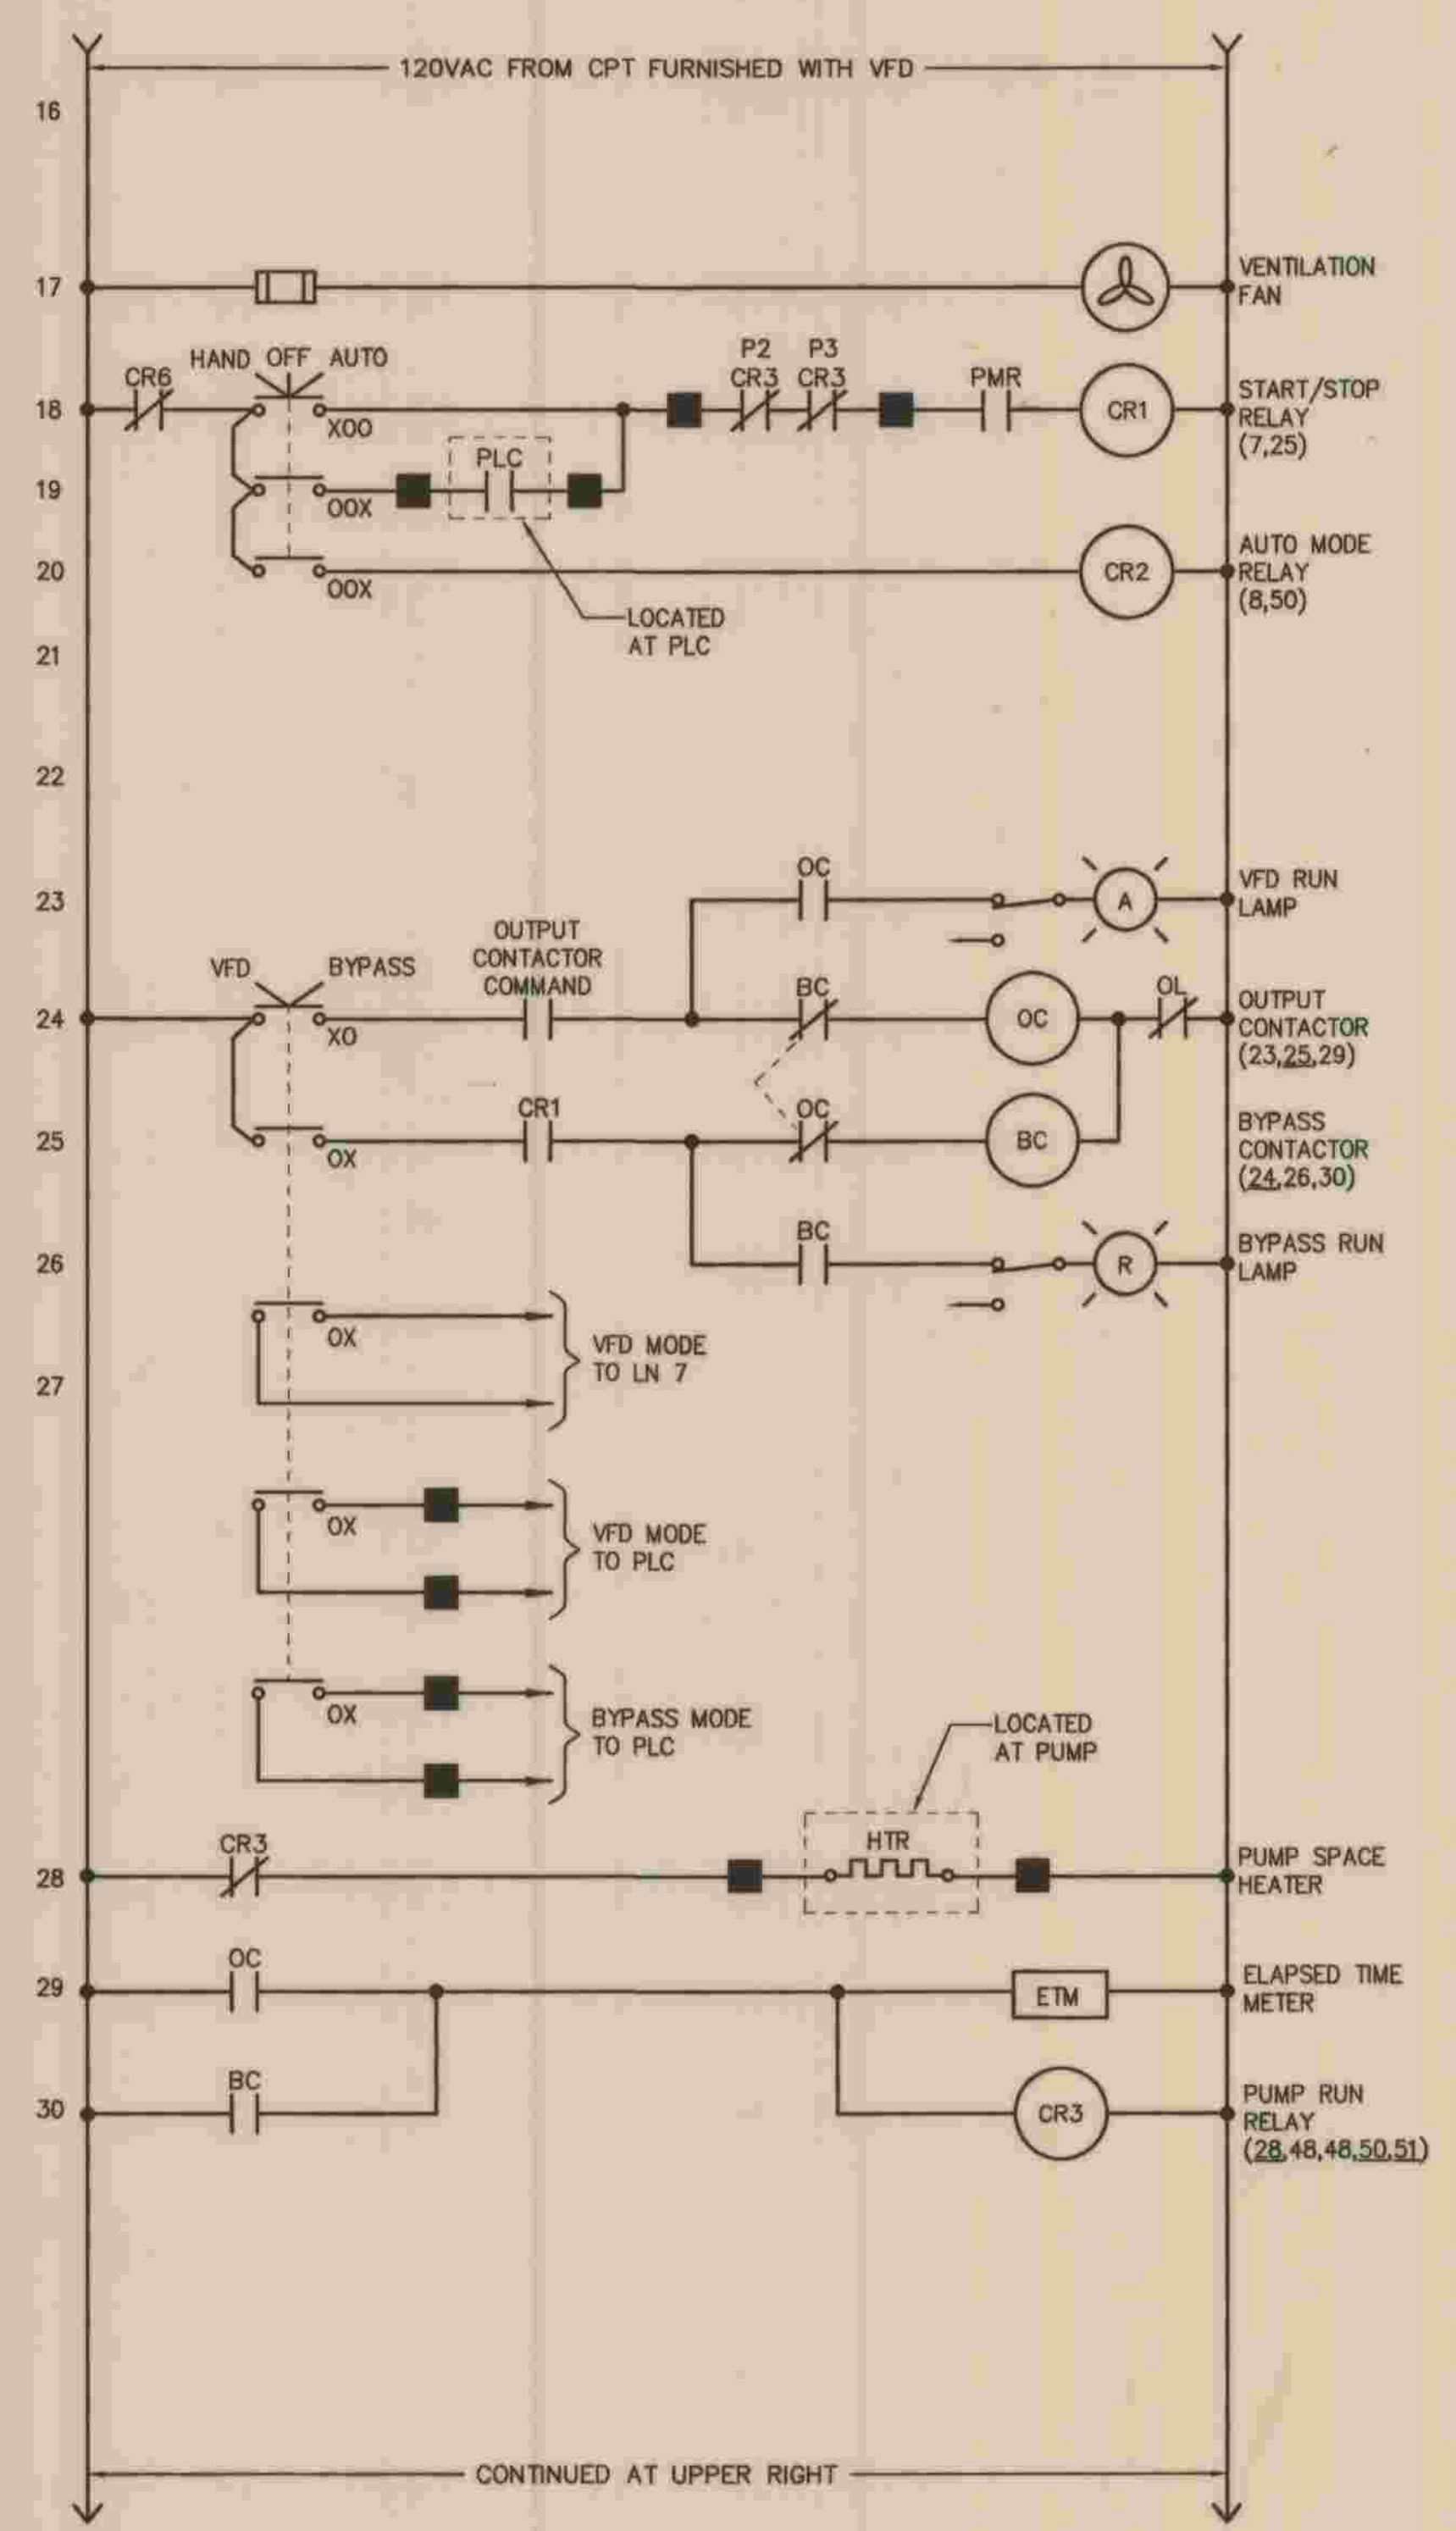 120VAC FROM CPT FURNISHED WITH VFD
16
17
VENTILATION
FAN
HAND OFF AUTO
CR6
P2
CR3
P3
CR3
PMR
18
X00
CR1
START/STOP
RELAY
(7,25)
PLC
19
OOX
20
OOX
CR2
AUTO MODE
RELAY
(8,50)
LOCATED
AT PLC
21
22
23
OC
A
VFD RUN
LAMP
VFD
BYPASS
OUTPUT
CONTACTOR
COMMAND
24
XO
BC
OC
OL
OUTPUT
CONTACTOR
(23,25,29)
25
OX
CR1
OC
BC
BYPASS
CONTACTOR
(24,26,30)
26
BC
R
BYPASS RUN
LAMP
OX
VFD MODE
TO LN 7
27
OX
VFD MODE
TO PLC
OX
BYPASS MODE
TO PLC
LOCATED
AT PUMP
28
CR3
HTR
PUMP SPACE
HEATER
29
OC
ETM
ELAPSED TIME
METER
30
BC
CR3
PUMP RUN
RELAY
(28,48,48,50,51)
CONTINUED AT UPPER RIGHT